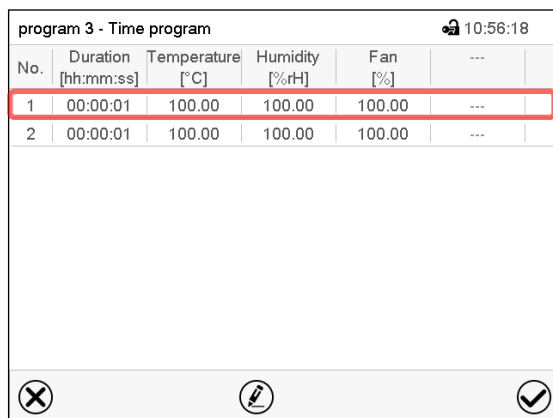 program 3 - Time program 10:56:18
No. Duration [hh:mm:ss] Temperature [°C] Humidity [%rH] Fan [%] ---
1 00:00:01 100.00 100.00 100.00 ---
2 00:00:01 100.00 100.00 100.00 ---